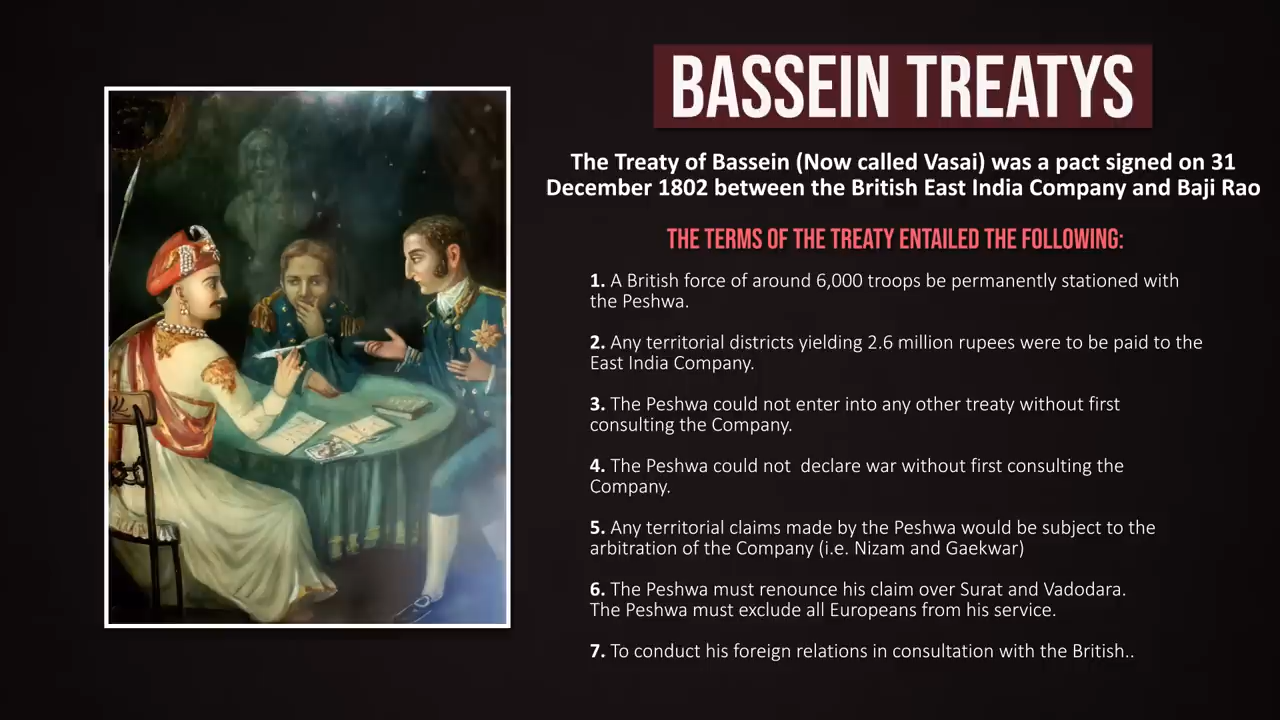 BASSEIN TREATYS
The Treaty of Bassein (Now called Vasai) was a pact signed on 31
December 1802 between the British East India Company and Baji Rao
THE TERMS OF THE TREATY ENTAILED THE FOLLOWING:
1. A British force of around 6,000 troops be permanently stationed with
the Peshwa.
2. Any territorial districts yielding 2.6 million rupees were to be paid to the
East India Company.
3. The Peshwa could not enter into any other treaty without first
consulting the Company.
4. The Peshwa could not  declare war without first consulting the
Company.
5. Any territorial claims made by the Peshwa would be subject to the
arbitration of the Company (i.e. Nizam and Gaekwar)
6. The Peshwa must renounce his claim over Surat and Vadodara.
The Peshwa must exclude all Europeans from his service.
7. To conduct his foreign relations in consultation with the British..